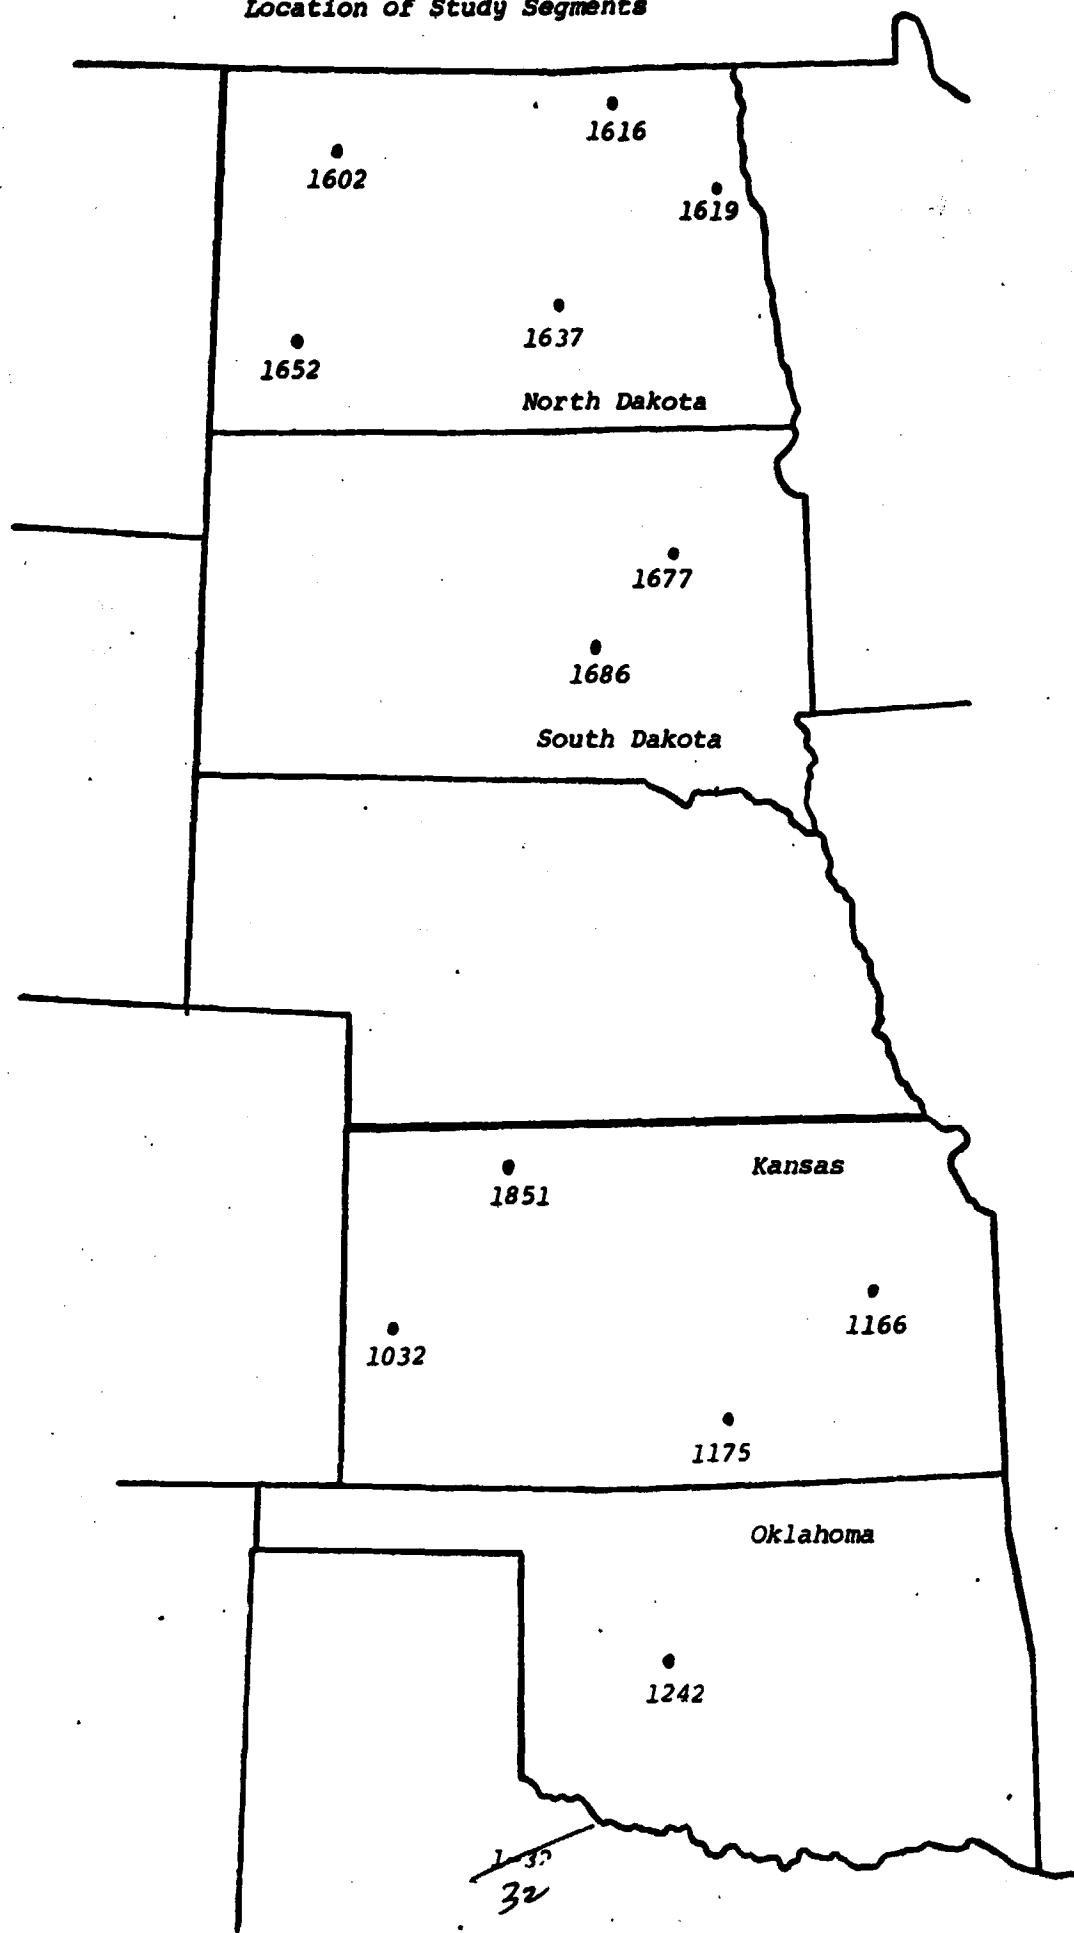 Location of Study Segments
1616
1602
1619
1637
1652
North Dakota
1677
1686
South Dakota
Kansas
1851
1166
1032
1175
Oklahoma
1242
32